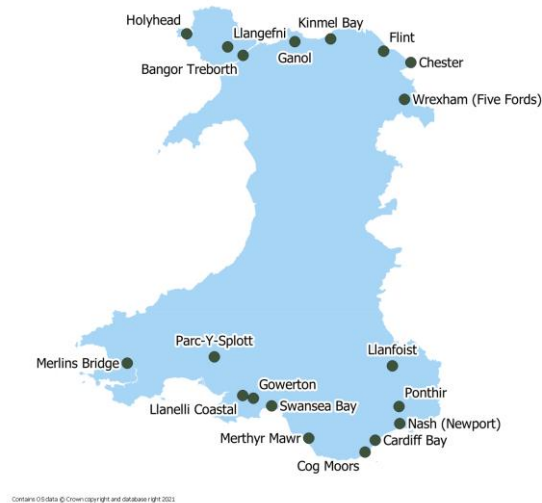 Holyhead
Llangefni
Kinmel Bay
Flint
Bangor Treborth
Ganol
Chester
Wrexham (Five Fords)
Parc-Y-Splott
Merlins Bridge
Llanfoist
Gowerton
Llanelli Coastal
Swansea Bay
Ponthir
Nash (Newport)
Merthyr Mawr
Cardiff Bay
Cog Moors
Contains OS data © Crown copyright and database right 2021